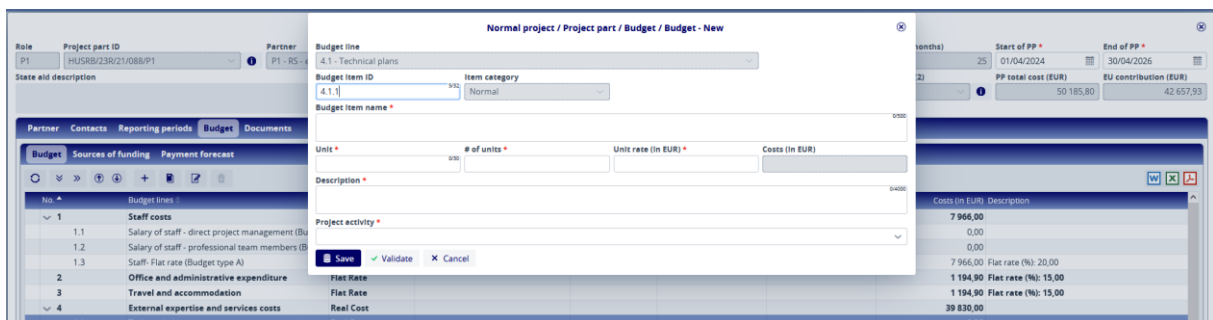 Normal project / Project part / Budget / Budget - New
Role
Project part ID
Partner
P1
HUSRB/23R/21/088/P1
P1 - RS -
State aid description
Budget line
4.1 - Technical plans
Budget item ID
Item category
4.1.1
5/32
Normal
Budget item name *
0/500
Unit *
# of units *
Unit rate (in EUR) *
Costs (in EUR)
0/50
Description *
0/4000
Project activity *
Save
Validate
Cancel
onths)
Start of PP *
End of PP *
25
01/04/2024
30/04/2026
PP total cost (EUR)
EU contribution (EUR)
50 185,80
42 657,93
Partner Contacts Reporting periods Budget Documents
Budget Sources of funding Payment forecast
No. Budget lines Costs (in EUR) Description
1 Staff costs 7 966,00
1.1 Salary of staff - direct project management (Bu 0,00
1.2 Salary of staff - professional team members (B 0,00
1.3 Staff- Flat rate (Budget type A) 7 966,00 Flat rate (%): 20,00
2 Office and administrative expenditure Flat Rate 1 194,90 Flat rate (%): 15,00
3 Travel and accommodation Flat Rate 1 194,90 Flat rate (%): 15,00
4 External expertise and services costs Real Cost 39 830,00